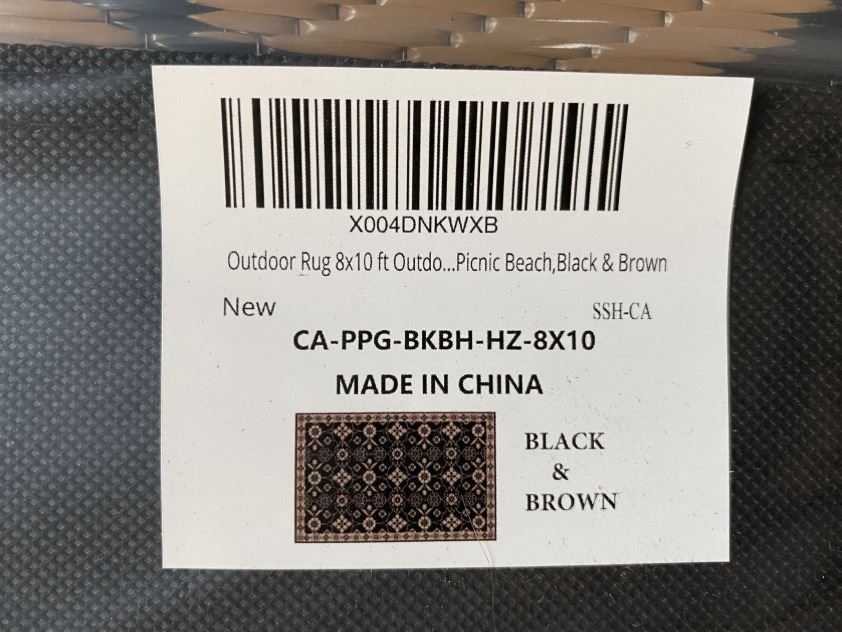 X004DNKWXB
Outdoor Rug 8x10 ft Outdo...Picnic Beach,Black & Brown
New
SSH-CA
CA-PPG-BKBH-HZ-8X10
MADE IN CHINA
BLACK
&
BROWN